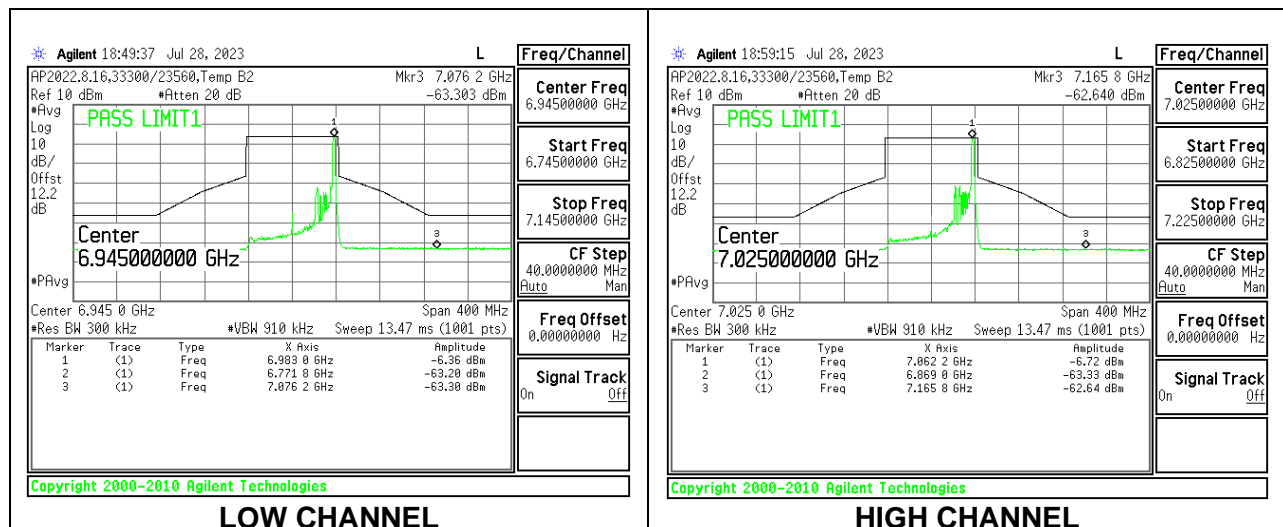 Agilent 18:49:37 Jul 28, 2023 L
Freq/Channel
AP2022.8.16,33300/23560,Temp B2 Mkr3 7.076 2 GHz
Ref 10 dBm #Atten 20 dB -63.303 dBm
#Avg
Log
10
dB/
Offst
12.2
dB
#PAvg
PASS LIMIT1
1
3
Center
6.945000000 GHz
Center 6.945 0 GHz Span 400 MHz
#Res BW 300 kHz #VBW 910 kHz Sweep 13.47 ms (1001 pts)
Marker Trace Type X Axis Amplitude
1 (1) Freq 6.983 0 GHz -6.36 dBm
2 (1) Freq 6.771 8 GHz -63.20 dBm
3 (1) Freq 7.076 2 GHz -63.30 dBm
Center Freq
6.94500000 GHz
Start Freq
6.74500000 GHz
Stop Freq
7.14500000 GHz
CF Step
40.0000000 MHz
Auto Man
Freq Offset
0.00000000 Hz
Signal Track
On Off
Copyright 2000-2010 Agilent Technologies
LOW CHANNEL
Agilent 18:59:15 Jul 28, 2023 L
Freq/Channel
AP2022.8.16,33300/23560,Temp B2 Mkr3 7.165 8 GHz
Ref 10 dBm #Atten 20 dB -62.640 dBm
#Avg
Log
10
dB/
Offst
12.2
dB
#PAvg
PASS LIMIT1
1
3
Center
7.025000000 GHz
Center 7.025 0 GHz Span 400 MHz
#Res BW 300 kHz #VBW 910 kHz Sweep 13.47 ms (1001 pts)
Marker Trace Type X Axis Amplitude
1 (1) Freq 7.062 2 GHz -6.72 dBm
2 (1) Freq 6.869 0 GHz -63.33 dBm
3 (1) Freq 7.165 8 GHz -62.64 dBm
Center Freq
7.02500000 GHz
Start Freq
6.82500000 GHz
Stop Freq
7.22500000 GHz
CF Step
40.0000000 MHz
Auto Man
Freq Offset
0.00000000 Hz
Signal Track
On Off
Copyright 2000-2010 Agilent Technologies
HIGH CHANNEL